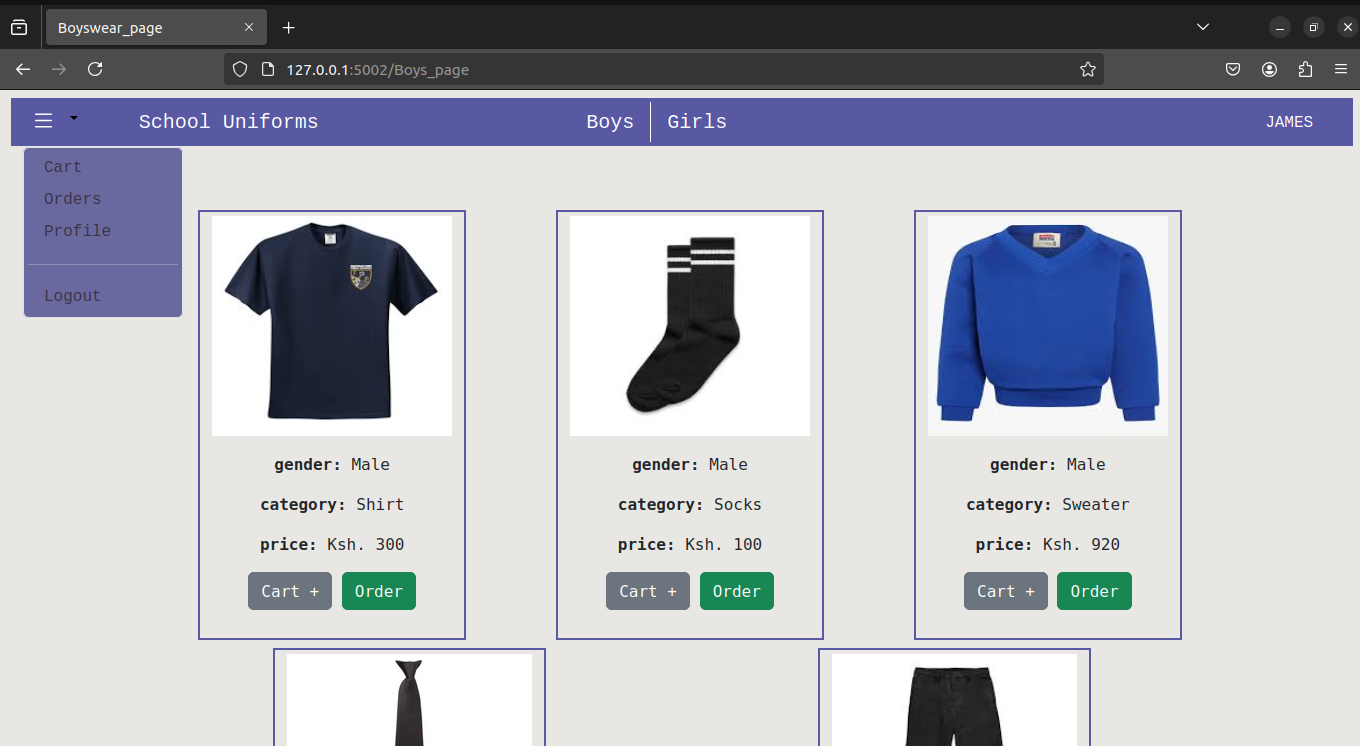 Boyswear_page
127.0.0.1:5002/Boys_page
School Uniforms Boys Girls JAMES
Cart
Orders
Profile
Logout
gender: Male gender: Male gender: Male
category: Shirt category: Socks category: Sweater
price: Ksh. 300 price: Ksh. 100 price: Ksh. 920
Cart + Order Cart + Order Cart + Order